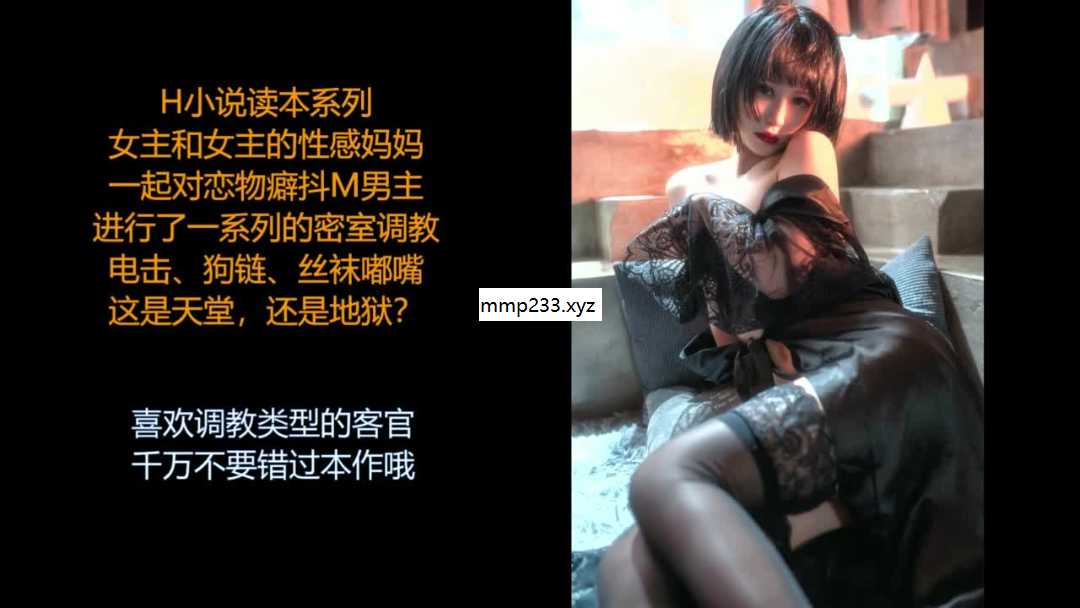 H小说读本系列
女主和女主的性感妈妈
一起对恋物癖抖M男主
进行了一系列的密室调教
电击、狗链、丝袜嘟嘴
这是天堂，还是地狱？
mmp233.xyz
喜欢调教类型的客官
千万不要错过本作哦